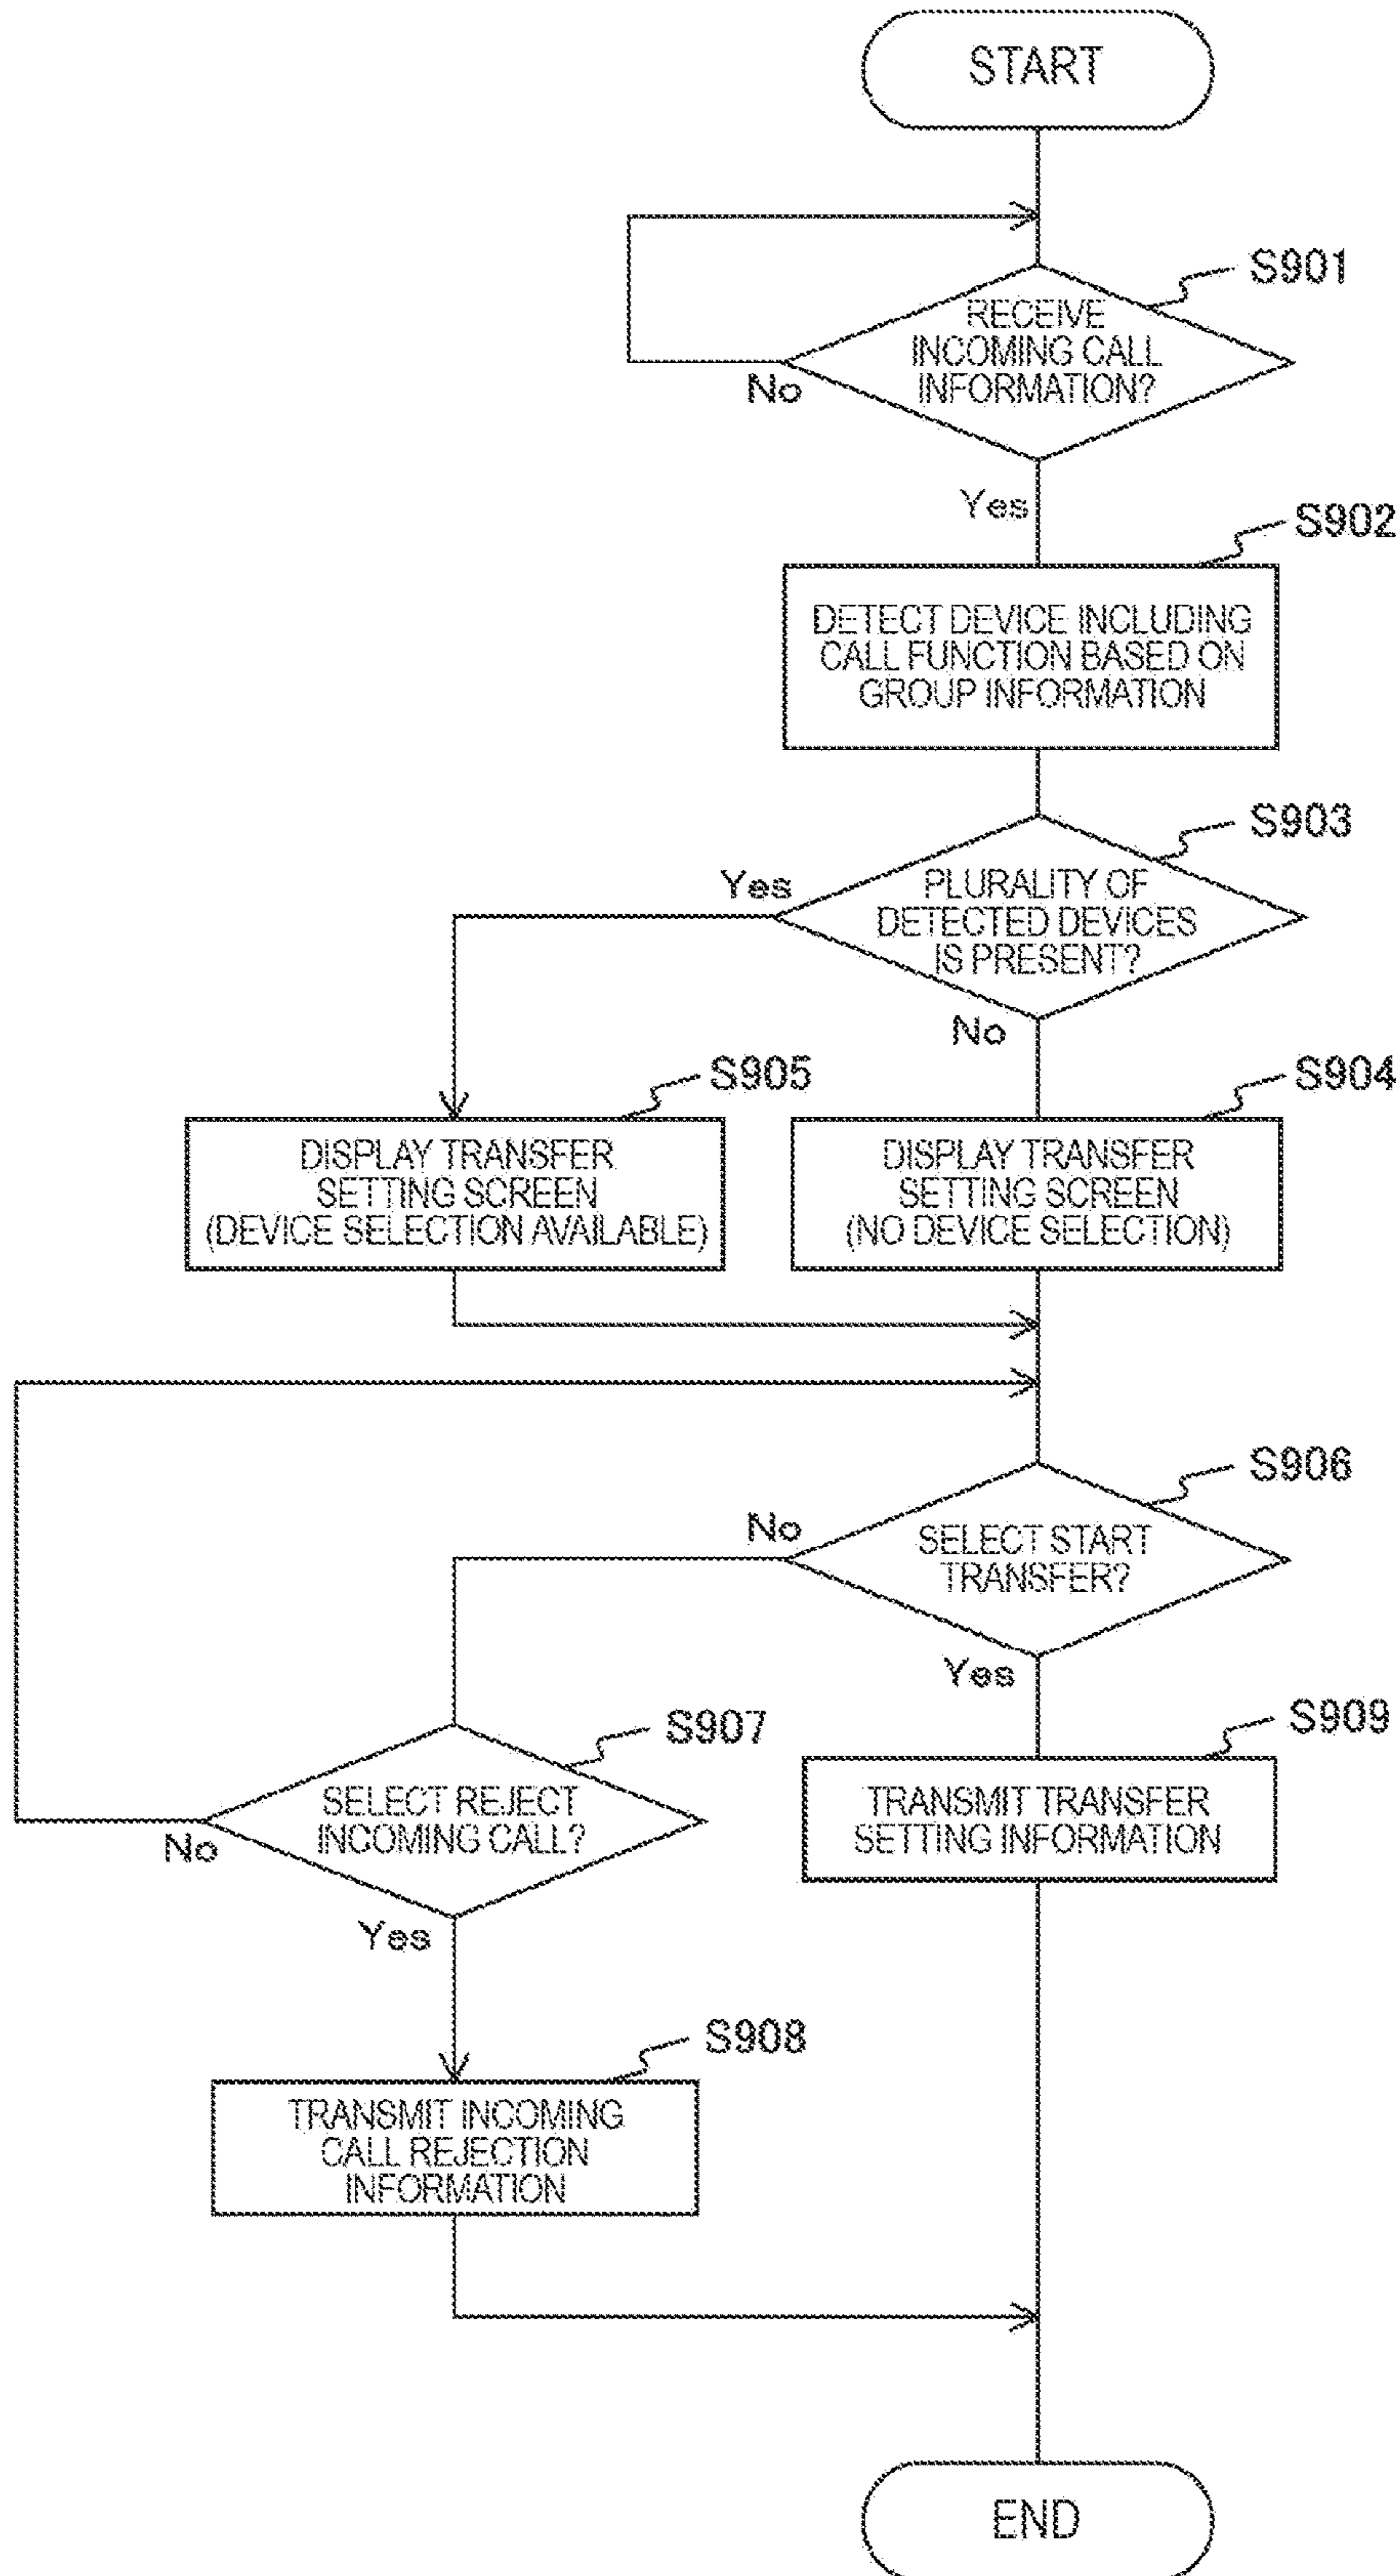 START
S901
RECEIVE
INCOMING CALL
INFORMATION?
No
Yes
S902
DETECT DEVICE INCLUDING
CALL FUNCTION BASED ON
GROUP INFORMATION
S903
Yes
PLURALITY OF
DETECTED DEVICES
IS PRESENT?
No
S905
S904
DISPLAY TRANSFER
SETTING SCREEN
(DEVICE SELECTION AVAILABLE)
DISPLAY TRANSFER
SETTING SCREEN
(NO DEVICE SELECTION)
S906
No
SELECT START
TRANSFER?
Yes
S907
S909
SELECT REJECT
INCOMING CALL?
No
TRANSMIT TRANSFER
SETTING INFORMATION
Yes
S908
TRANSMIT INCOMING
CALL REJECTION
INFORMATION
END